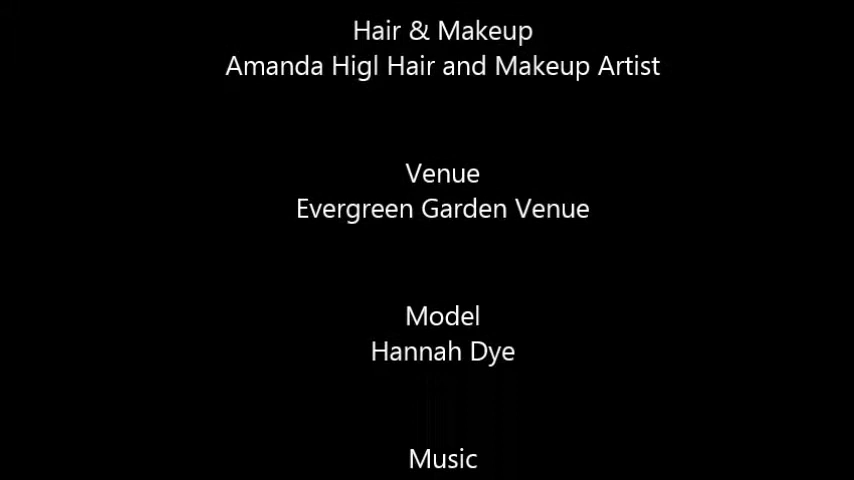 Hair & Makeup
Amanda Higl Hair and Makeup Artist
Venue
Evergreen Garden Venue
Model
Hannah Dye
Music